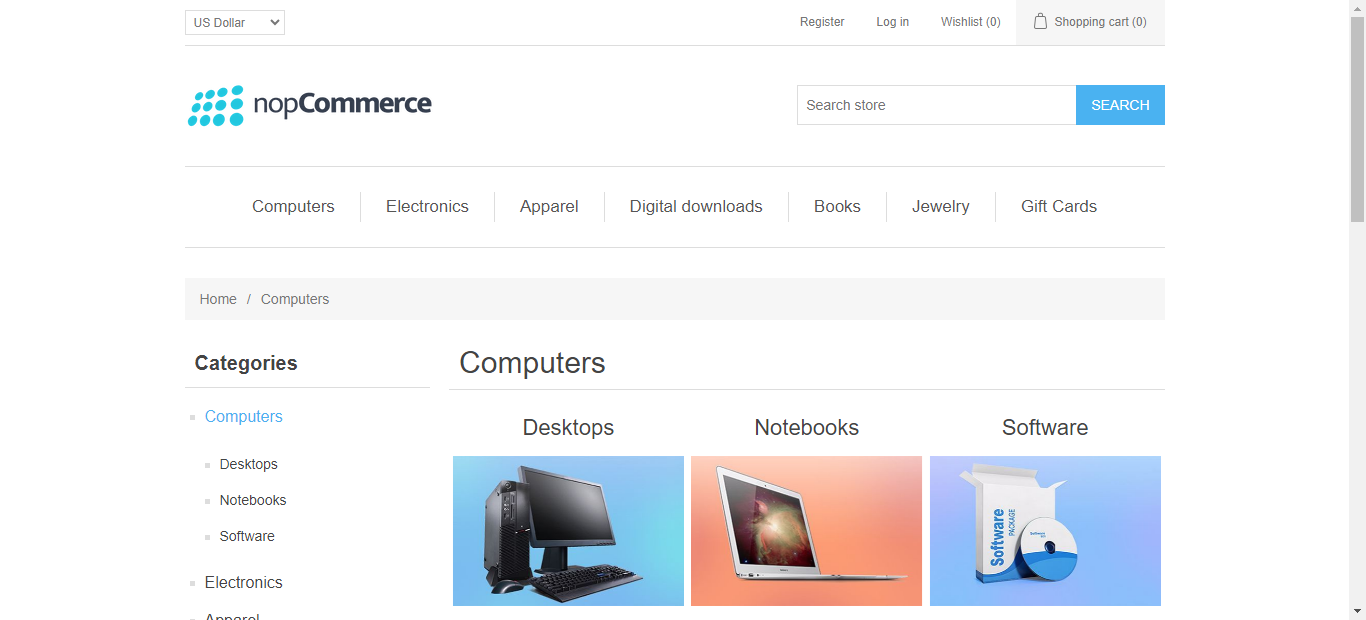 US Dollar
Register
Log in
Wishlist (0)
Shopping cart (0)
nopCommerce
Search store
SEARCH
Computers
Electronics
Apparel
Digital downloads
Books
Jewelry
Gift Cards
Home / Computers
Categories
Computers
Desktops
Notebooks
Software
Electronics
Apparel
Computers
Desktops
Notebooks
Software
Software
PACKAGE
Software